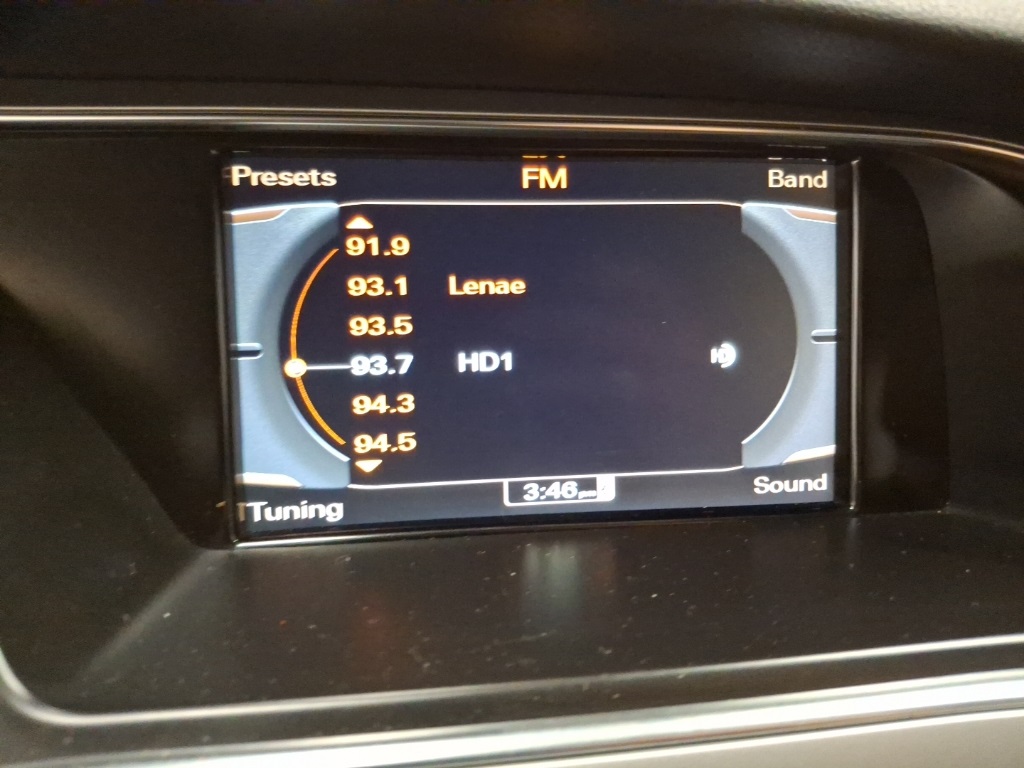 Presets FM Band
91.9
93.1 Lenae
93.5
93.7 HD1
94.3
94.5
3:46 pm
Tuning Sound